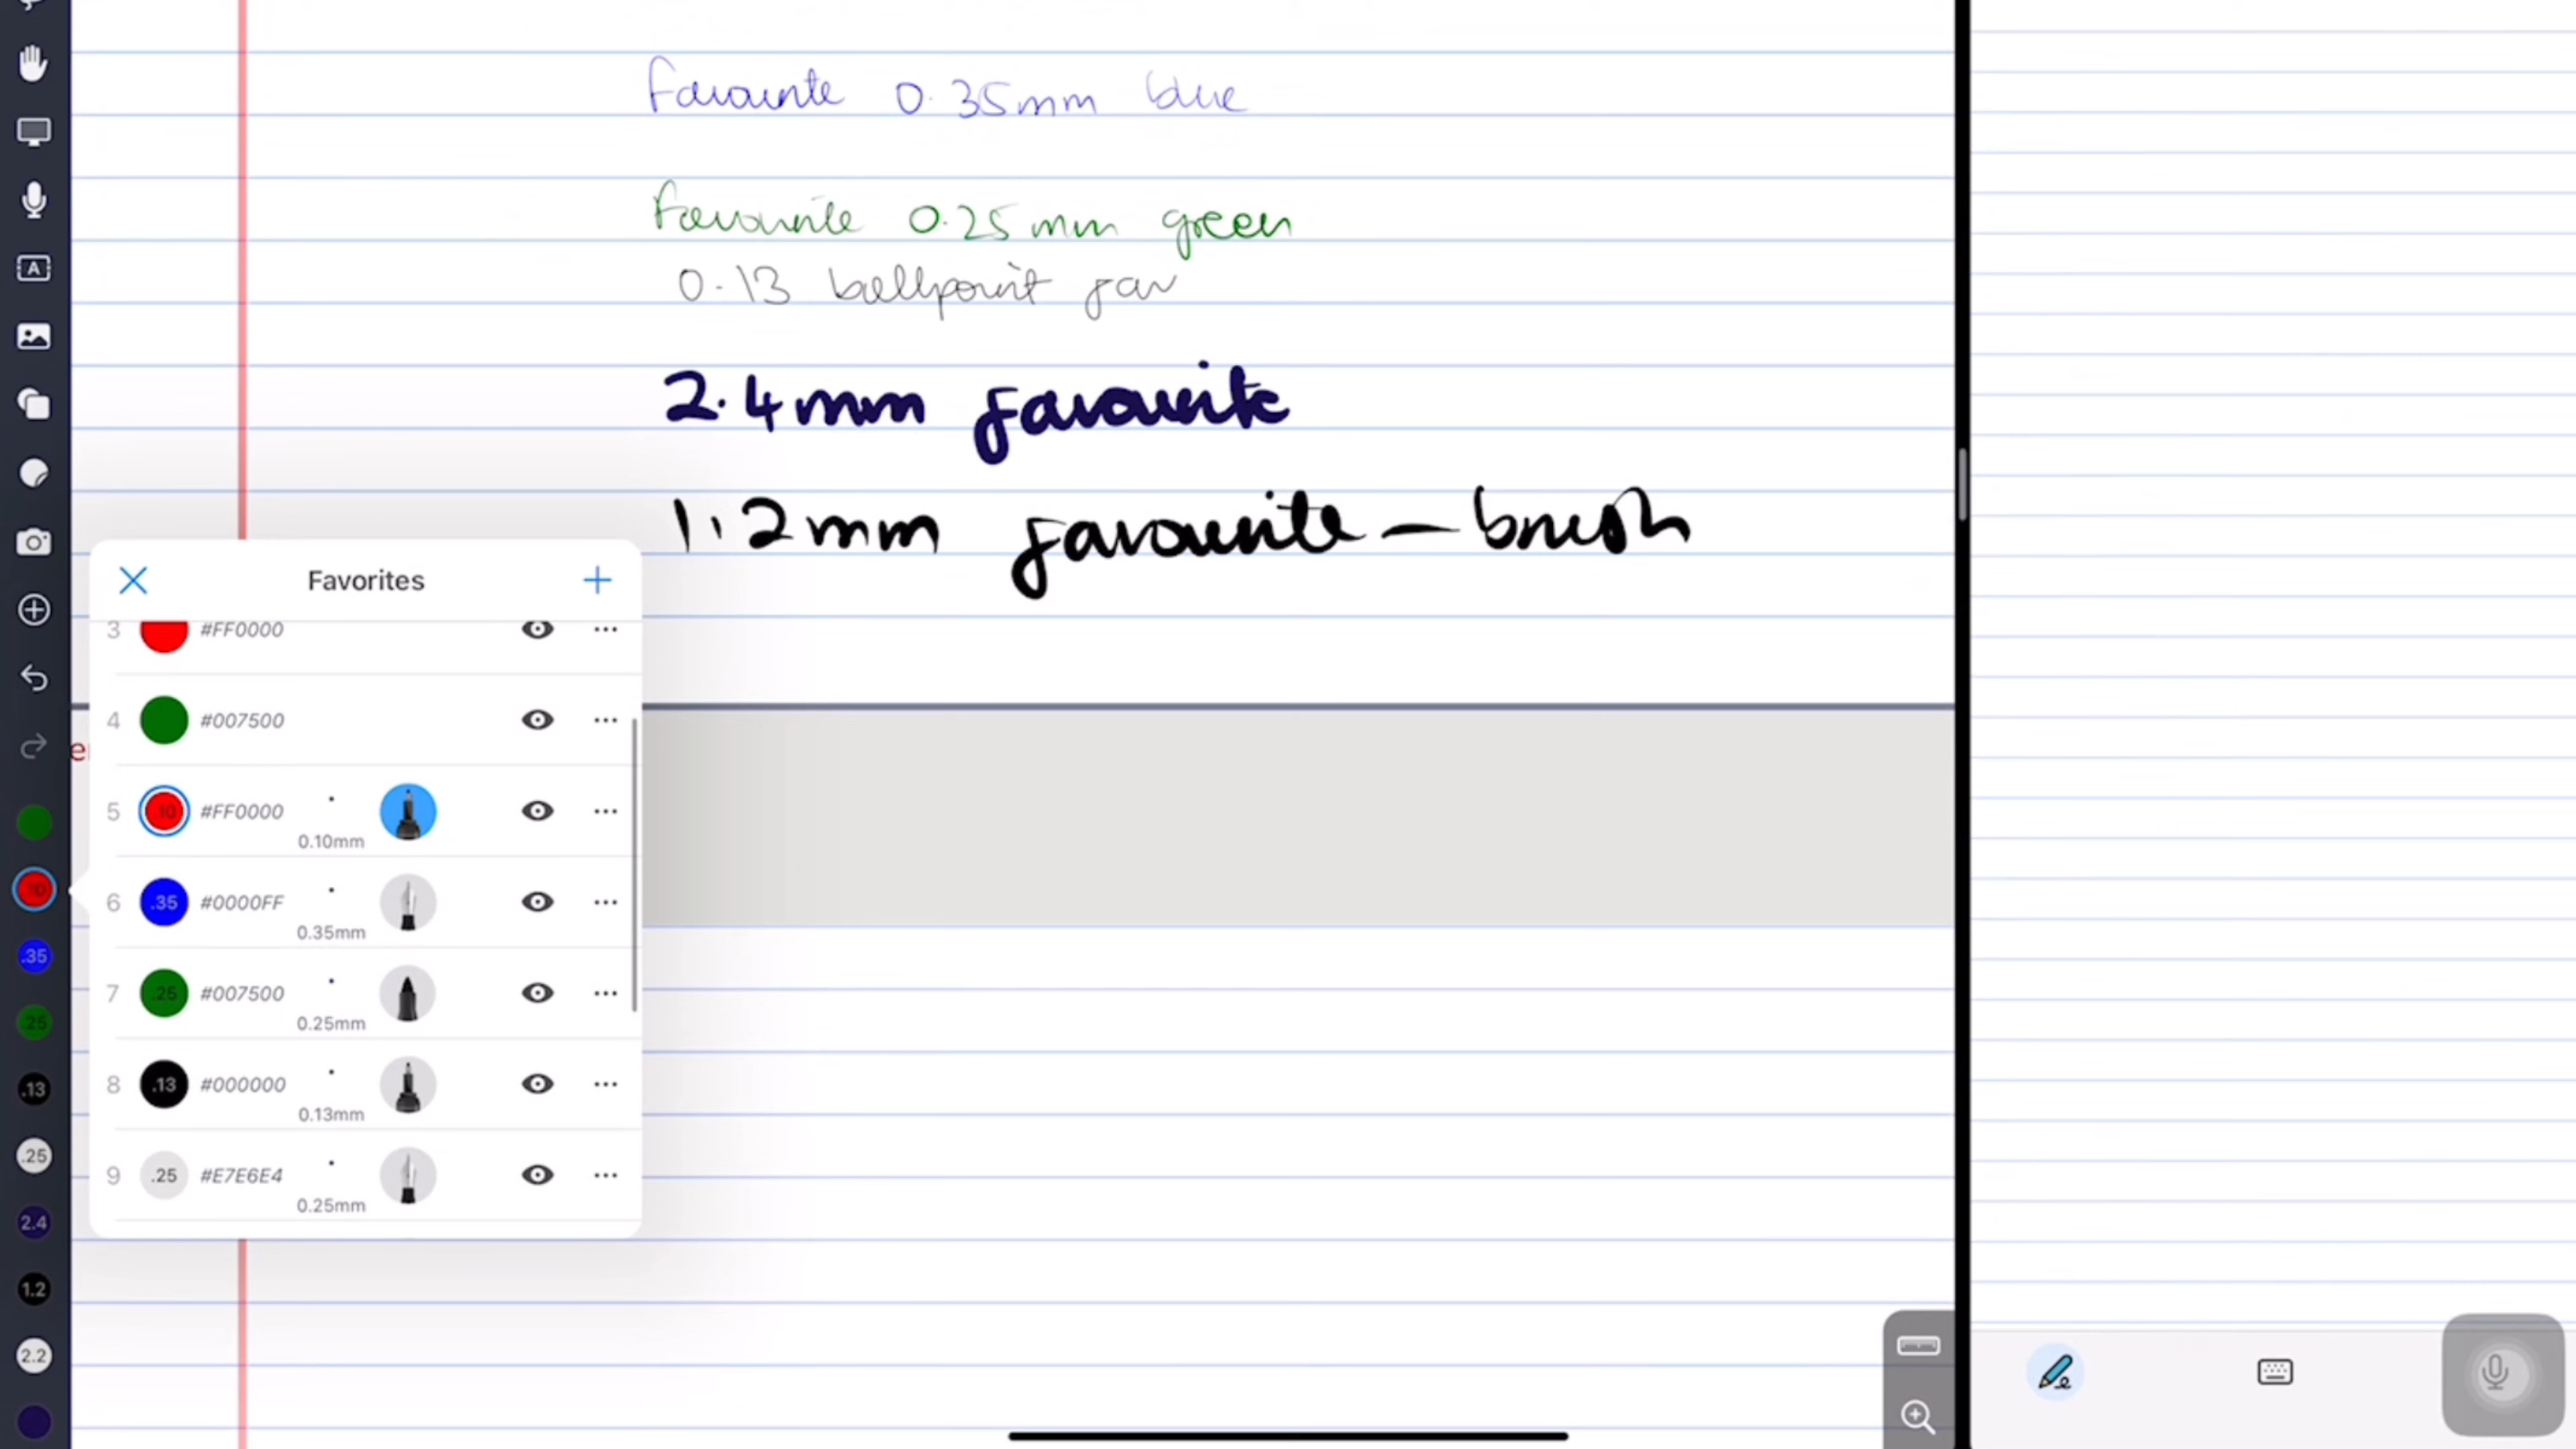 Favourite 0.35mm blue
Favourite 0.25mm green
0.13 ballpoint fav
2.4mm favourite
1.2mm favourite – brush
Favorites
3 #FF0000
4 #007500
5 .10 #FF0000 0.10mm
6 .35 #0000FF 0.35mm
7 .25 #007500 0.25mm
8 .13 #000000 0.13mm
9 .25 #E7E6E4 0.25mm
A
.10
.35
.25
.13
.25
2.4
1.2
2.2